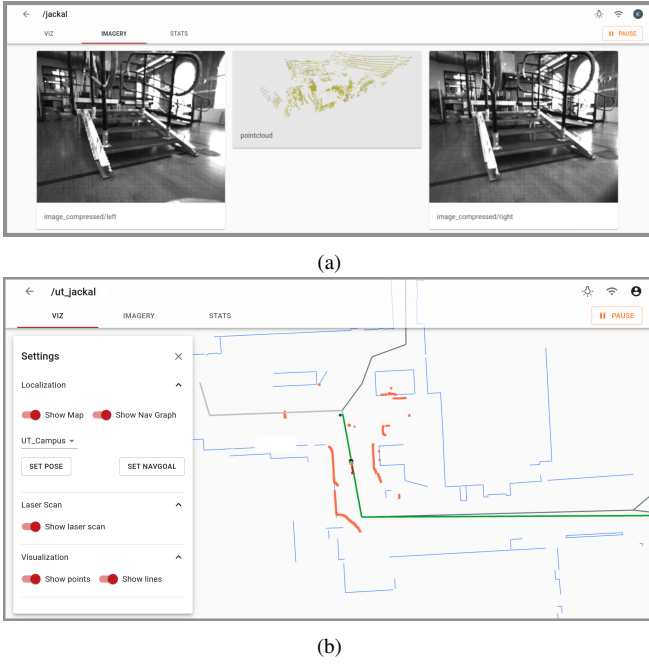 /jackal
K
VIZ IMAGERY STATS PAUSE
pointcloud
image_compressed/left image_compressed/right
(a)
/ut_jackal
VIZ IMAGERY STATS PAUSE
Settings
Localization
Show Map Show Nav Graph
UT_Campus
SET POSE SET NAVGOAL
Laser Scan
Show laser scan
Visualization
Show points Show lines
(b)